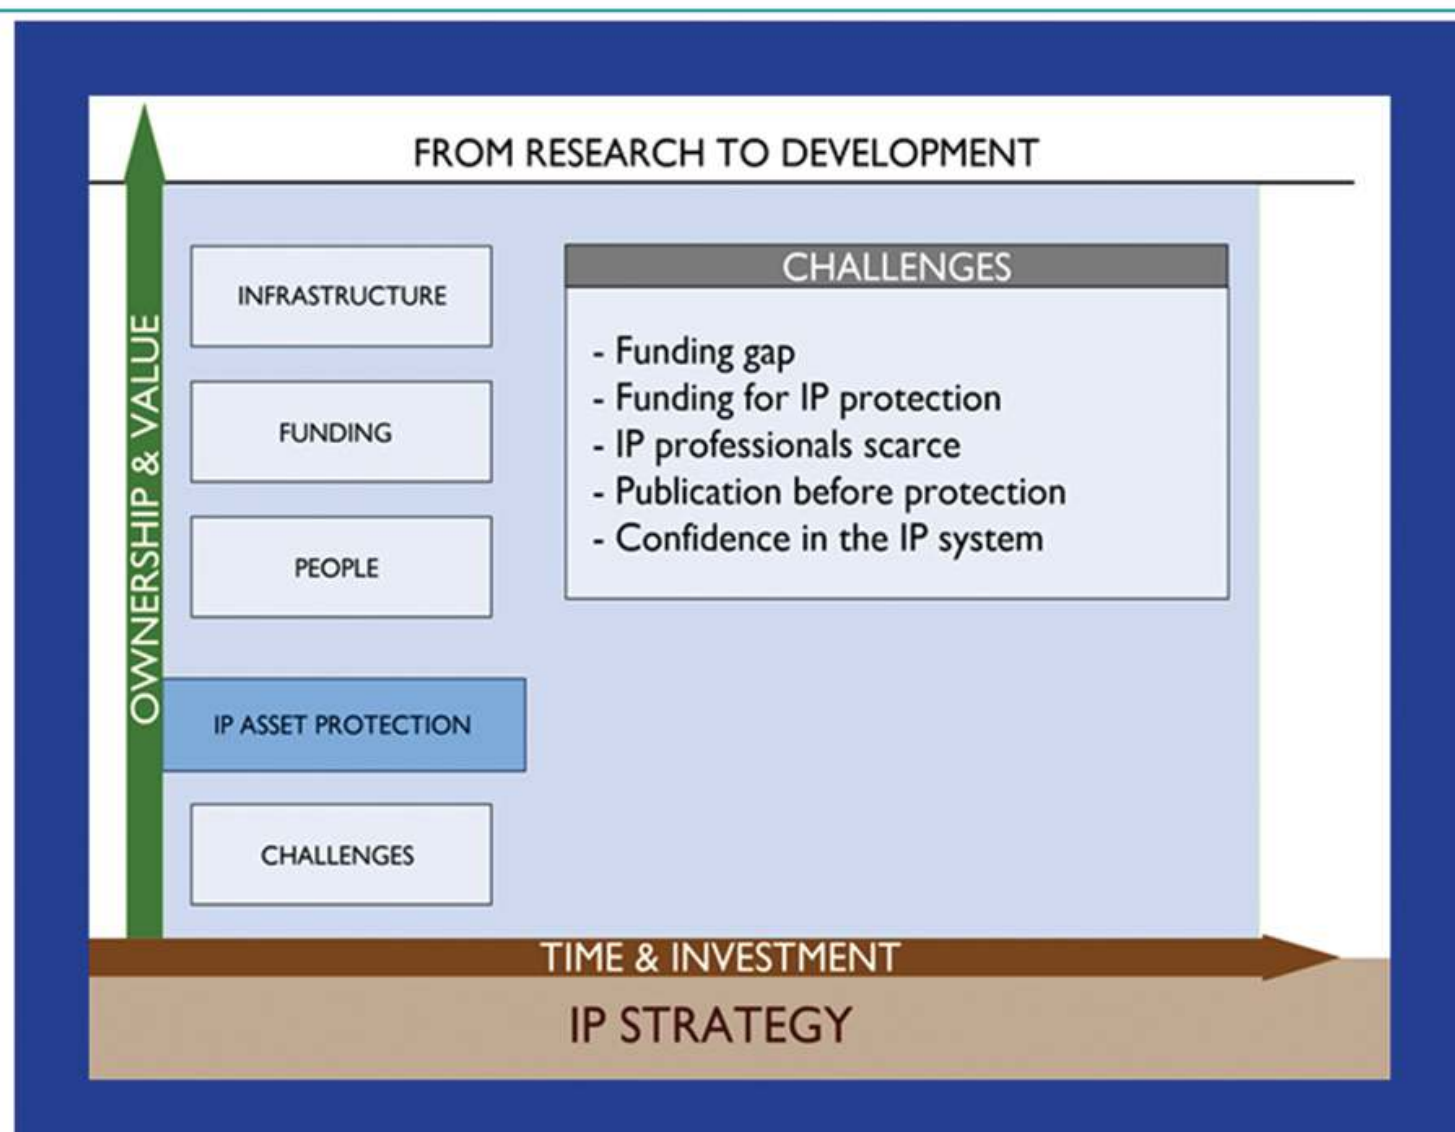 FROM RESEARCH TO DEVELOPMENT
OWNERSHIP & VALUE
INFRASTRUCTURE
FUNDING
PEOPLE
IP ASSET PROTECTION
CHALLENGES
CHALLENGES
- Funding gap
- Funding for IP protection
- IP professionals scarce
- Publication before protection
- Confidence in the IP system
TIME & INVESTMENT
IP STRATEGY